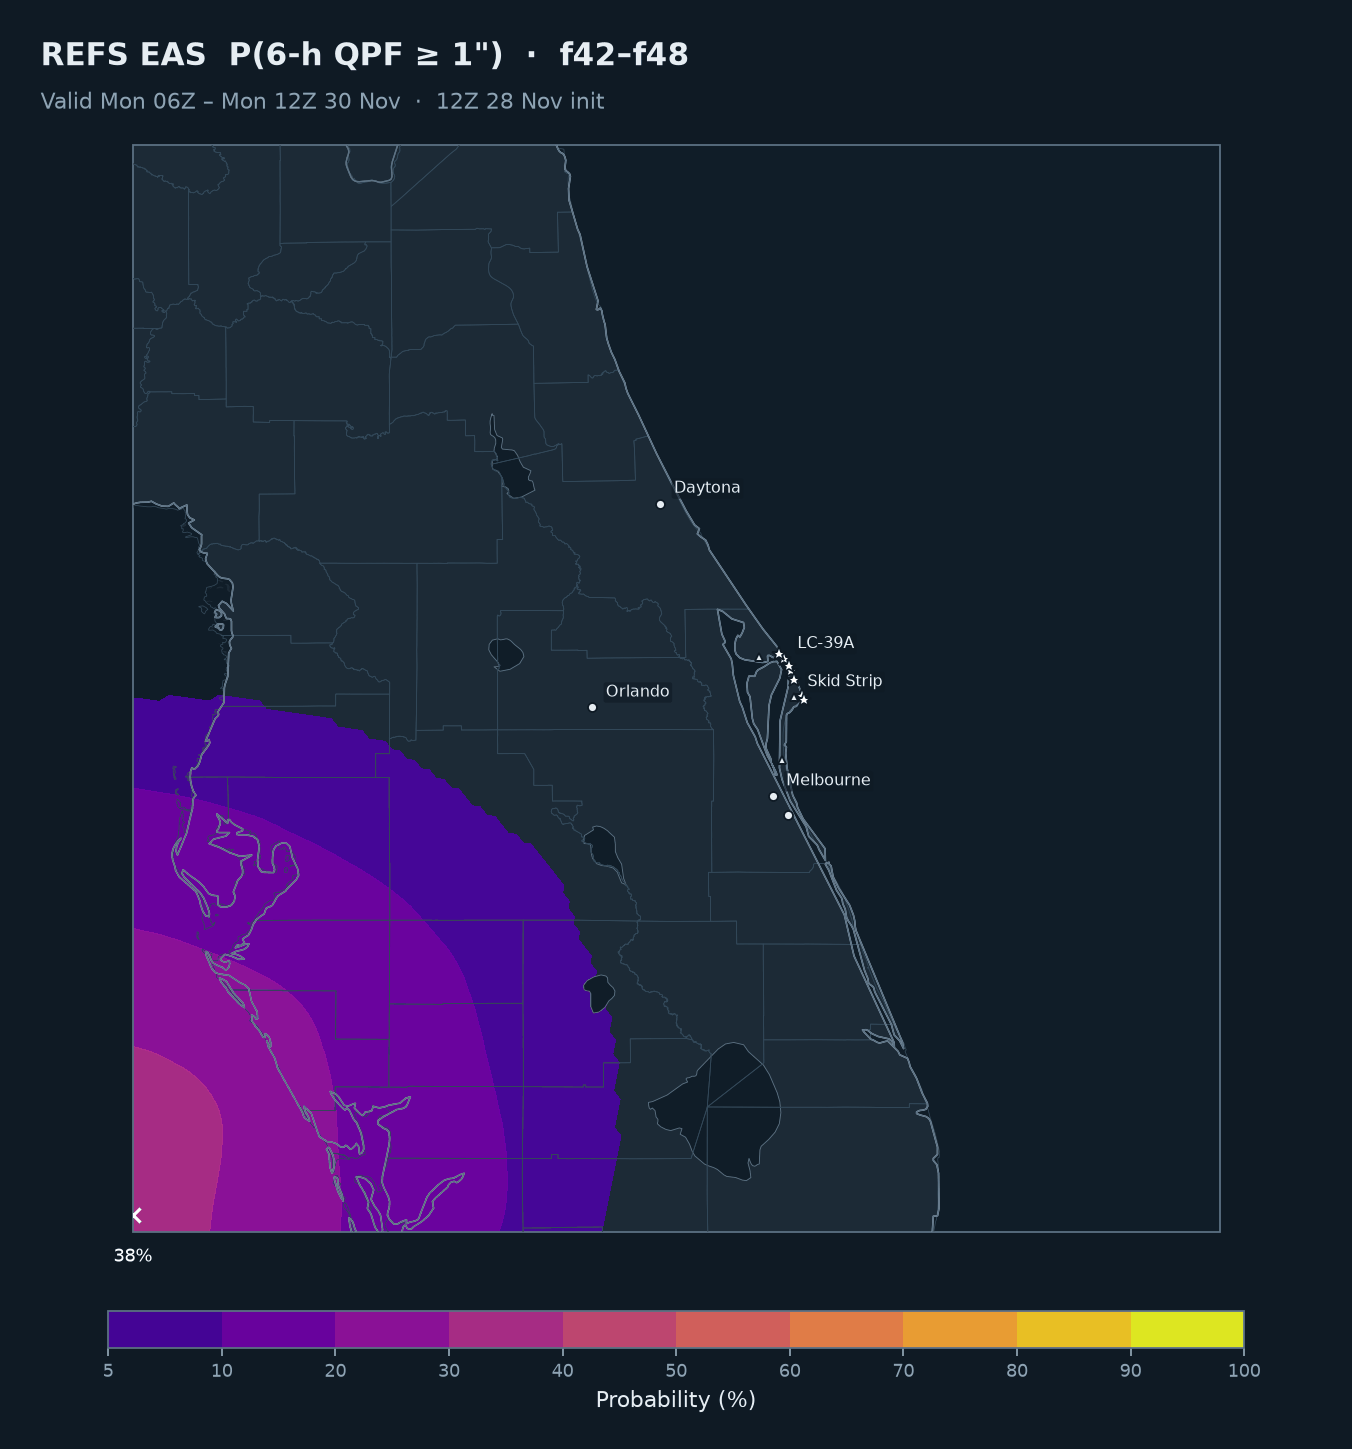 REFS EAS P(6-h QPF ≥ 1") · f42–f48
Valid Mon 06Z – Mon 12Z 30 Nov · 12Z 28 Nov init
Daytona
LC-39A
Skid Strip
Orlando
Melbourne
38%
5 10 20 30 40 50 60 70 80 90 100
Probability (%)